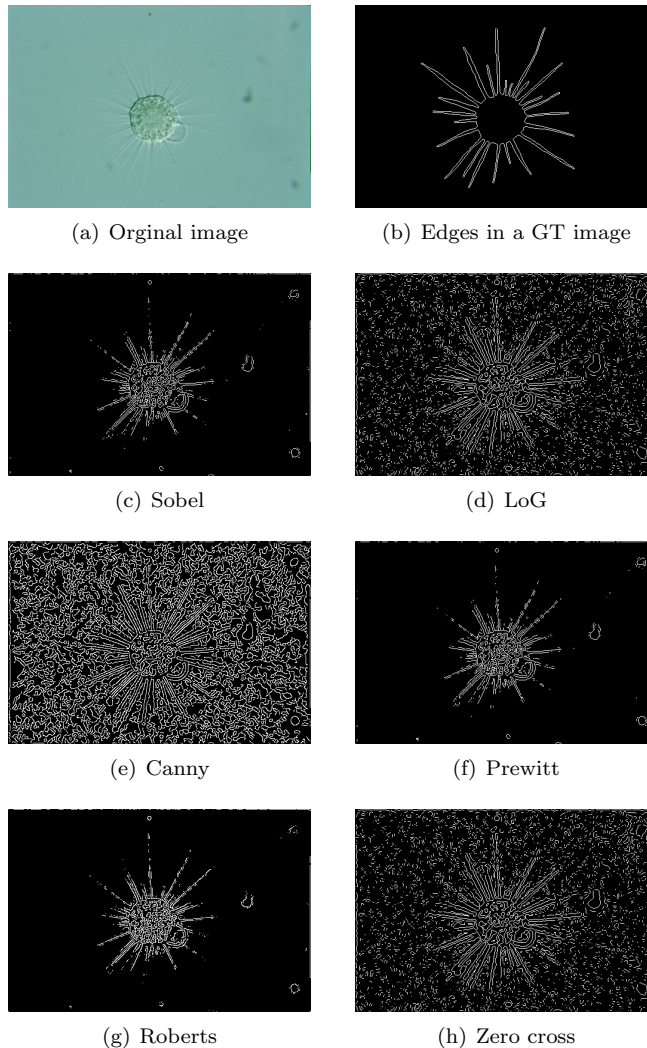 (a) Orginal image
(b) Edges in a GT image
(c) Sobel
(d) LoG
(e) Canny
(f) Prewitt
(g) Roberts
(h) Zero cross